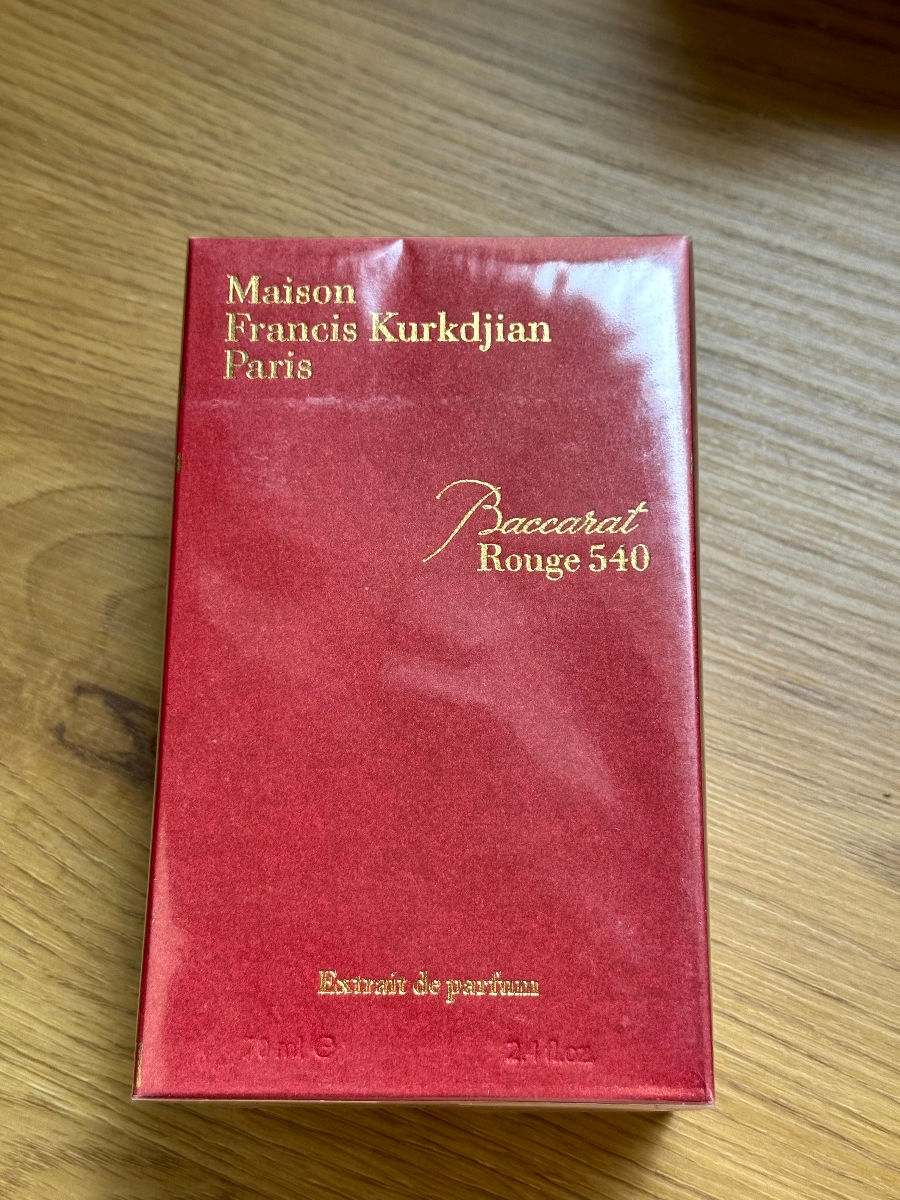 Maison
Francis Kurkdjian
Paris
Baccarat
Rouge 540
Extrait de parfum
70 ml ℮ 2.4 fl.oz.